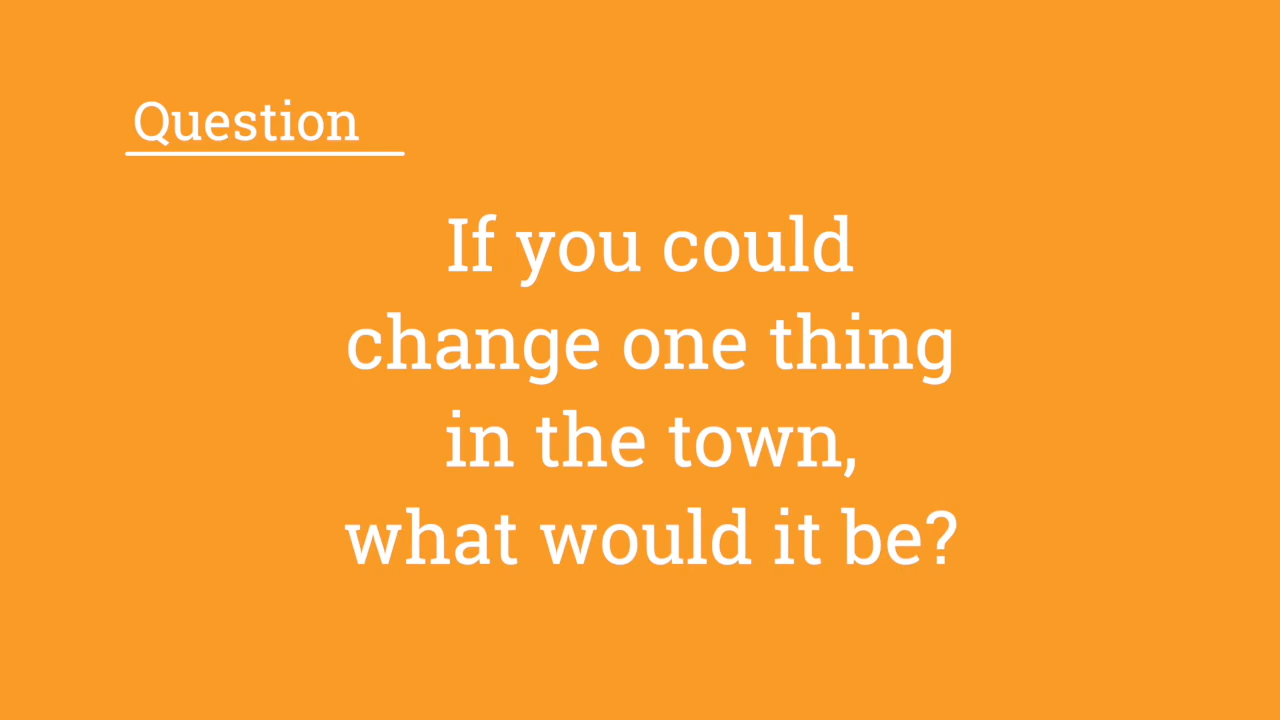 Question
If you could
change one thing
in the town,
what would it be?